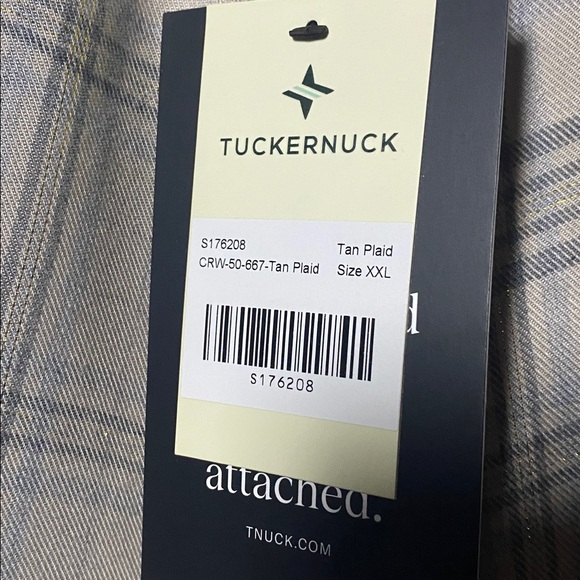 TUCKERNUCK
S176208 Tan Plaid
CRW-50-667-Tan Plaid Size XXL
S176208
d
attached.
TNUCK.COM